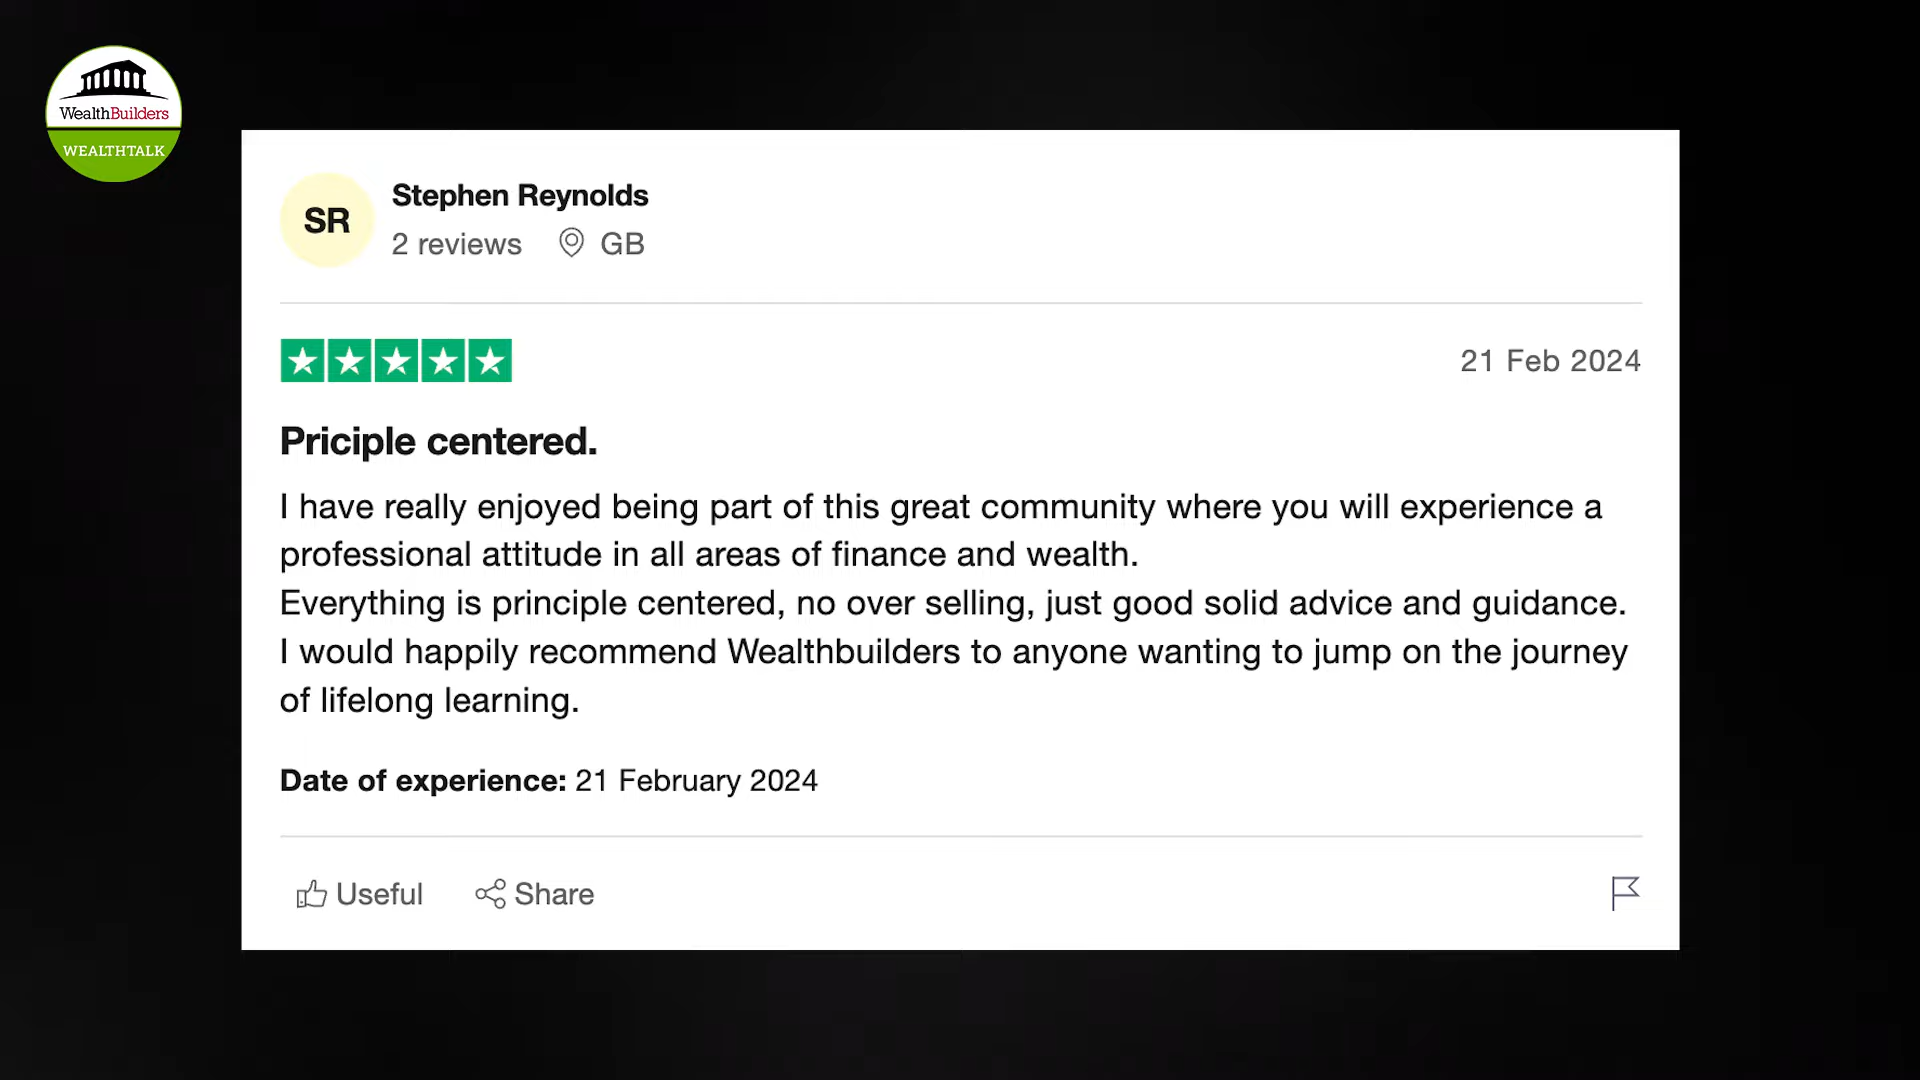 WealthBuilders
WEALTHTALK
SR
Stephen Reynolds
2 reviews GB
21 Feb 2024
Priciple centered.
I have really enjoyed being part of this great community where you will experience a
professional attitude in all areas of finance and wealth.
Everything is principle centered, no over selling, just good solid advice and guidance.
I would happily recommend Wealthbuilders to anyone wanting to jump on the journey
of lifelong learning.
Date of experience: 21 February 2024
Useful Share